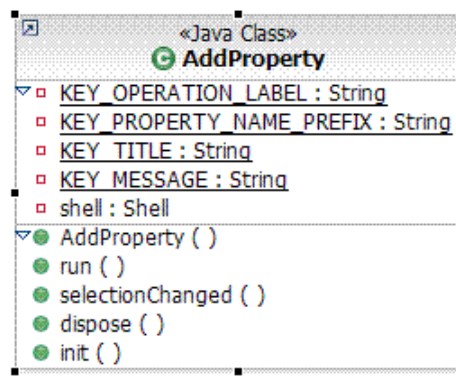 «Java Class»
AddProperty
KEY_OPERATION_LABEL : String
KEY_PROPERTY_NAME_PREFIX : String
KEY_TITLE : String
KEY_MESSAGE : String
shell : Shell
AddProperty ( )
run ( )
selectionChanged ( )
dispose ( )
init ( )